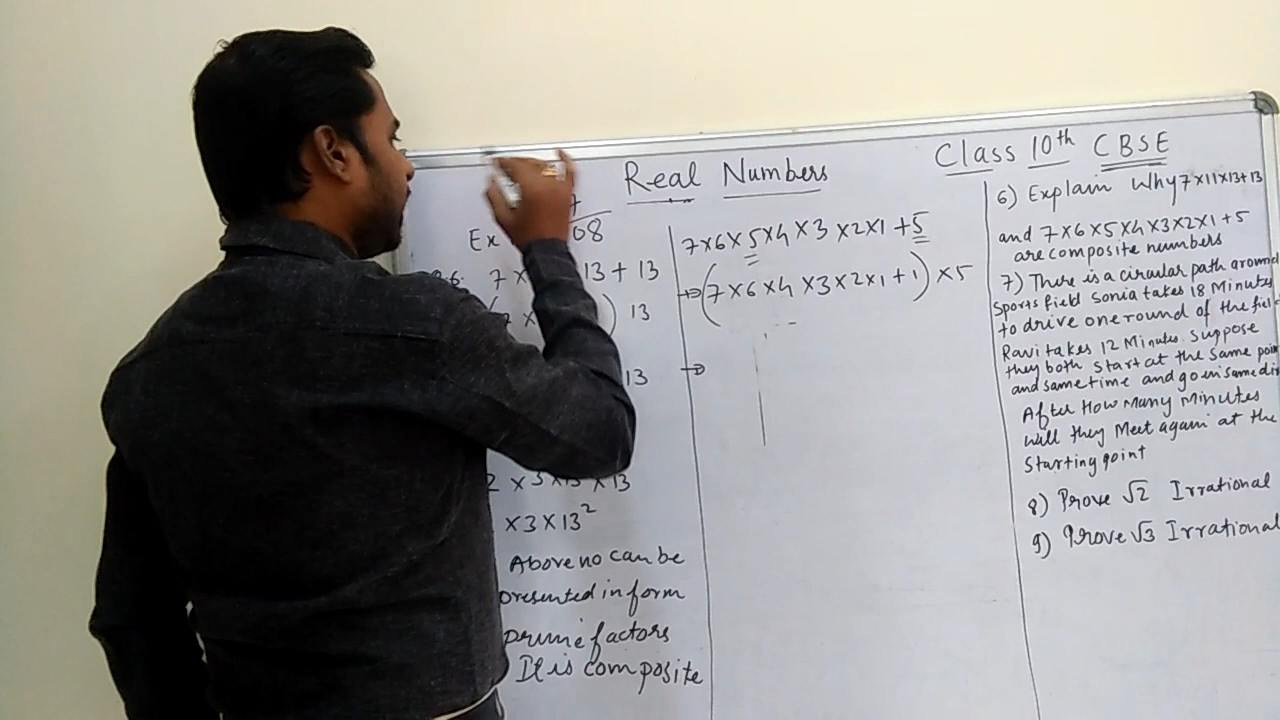 Real Numbers
Class 10th CBSE
Ex
7
08
7 × 13 + 13
) 13
13
2 × 3 × 13 × 13
× 3 × 13²
Above no can be
presented in form
prime factors
It is composite
7×6×5×4×3×2×1+5
→ (7×6×4×3×2×1+1)×5
→
6) Explain Why 7×11×13+13
and 7×6×5×4×3×2×1+5
are composite numbers
7) There is a circular path around
Sports field Sonia takes 18 Minutes
to drive one round of the fiel
Ravi takes 12 Minutes. Suppose
they both start at the same poin
and same time and go in same di
After How many Minutes
will they Meet again at the
Starting point
8) Prove √2 Irrational
9) Prove √3 Irrational